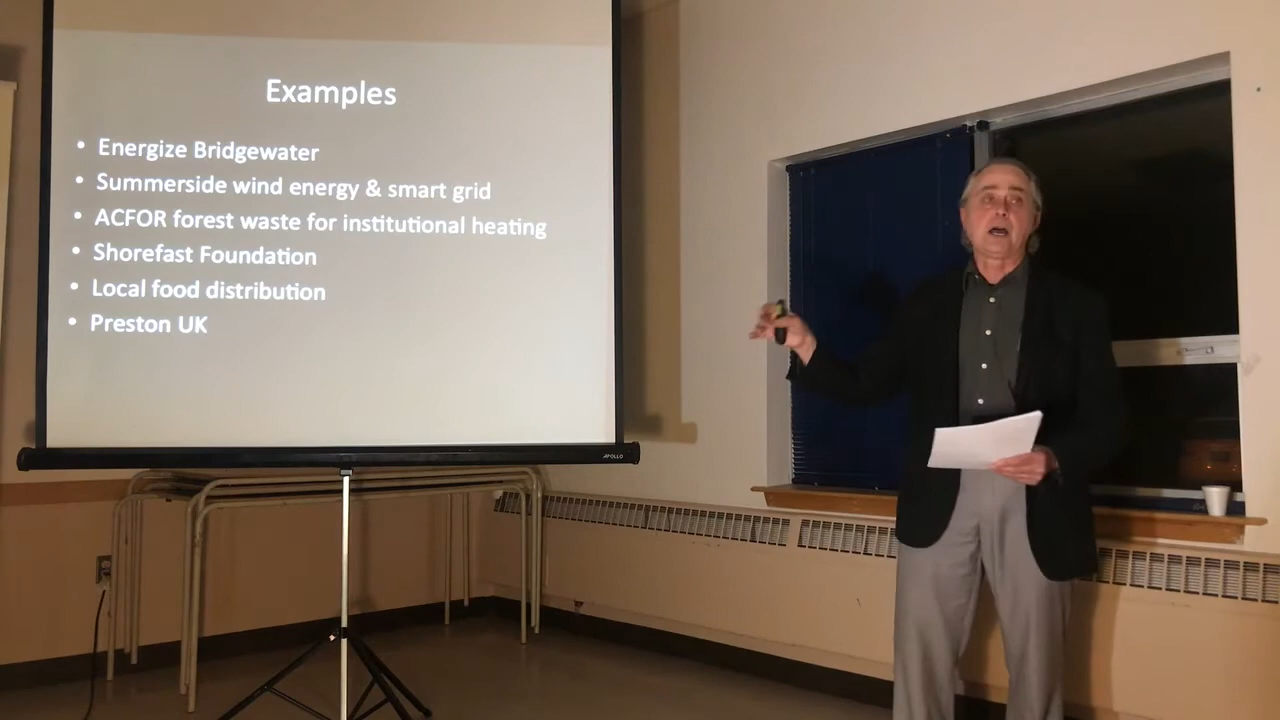 Examples
• Energize Bridgewater
• Summerside wind energy & smart grid
• ACFOR forest waste for institutional heating
• Shorefast Foundation
• Local food distribution
• Preston UK
APOLLO